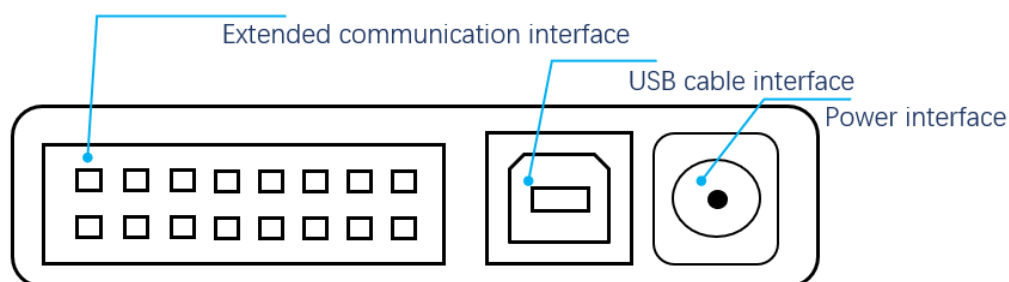 Extended communication interface
USB cable interface
Power interface